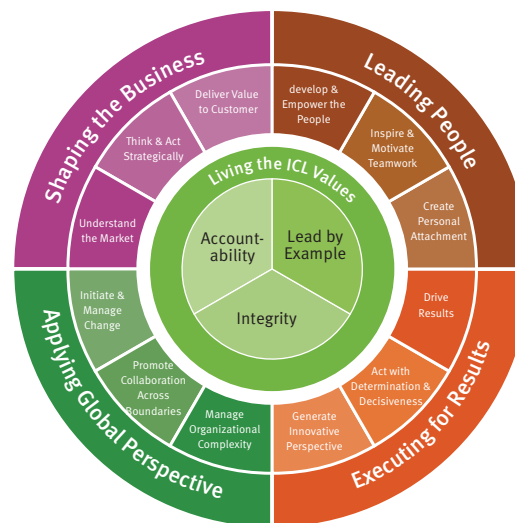 Shaping the Business
Leading People
Deliver Value
to Customer
develop &
Empower the
People
Think & Act
Strategically
Inspire &
Motivate
Teamwork
Understand
the Market
Create
Personal
Attachment
Living the ICL Values
Account-
ability
Lead by
Example
Integrity
Initiate &
Manage
Change
Drive
Results
Promote
Collaboration
Across
Boundaries
Act with
Determination &
Decisiveness
Manage
Organizational
Complexity
Generate
Innovative
Perspective
Applying Global Perspective
Executing for Results